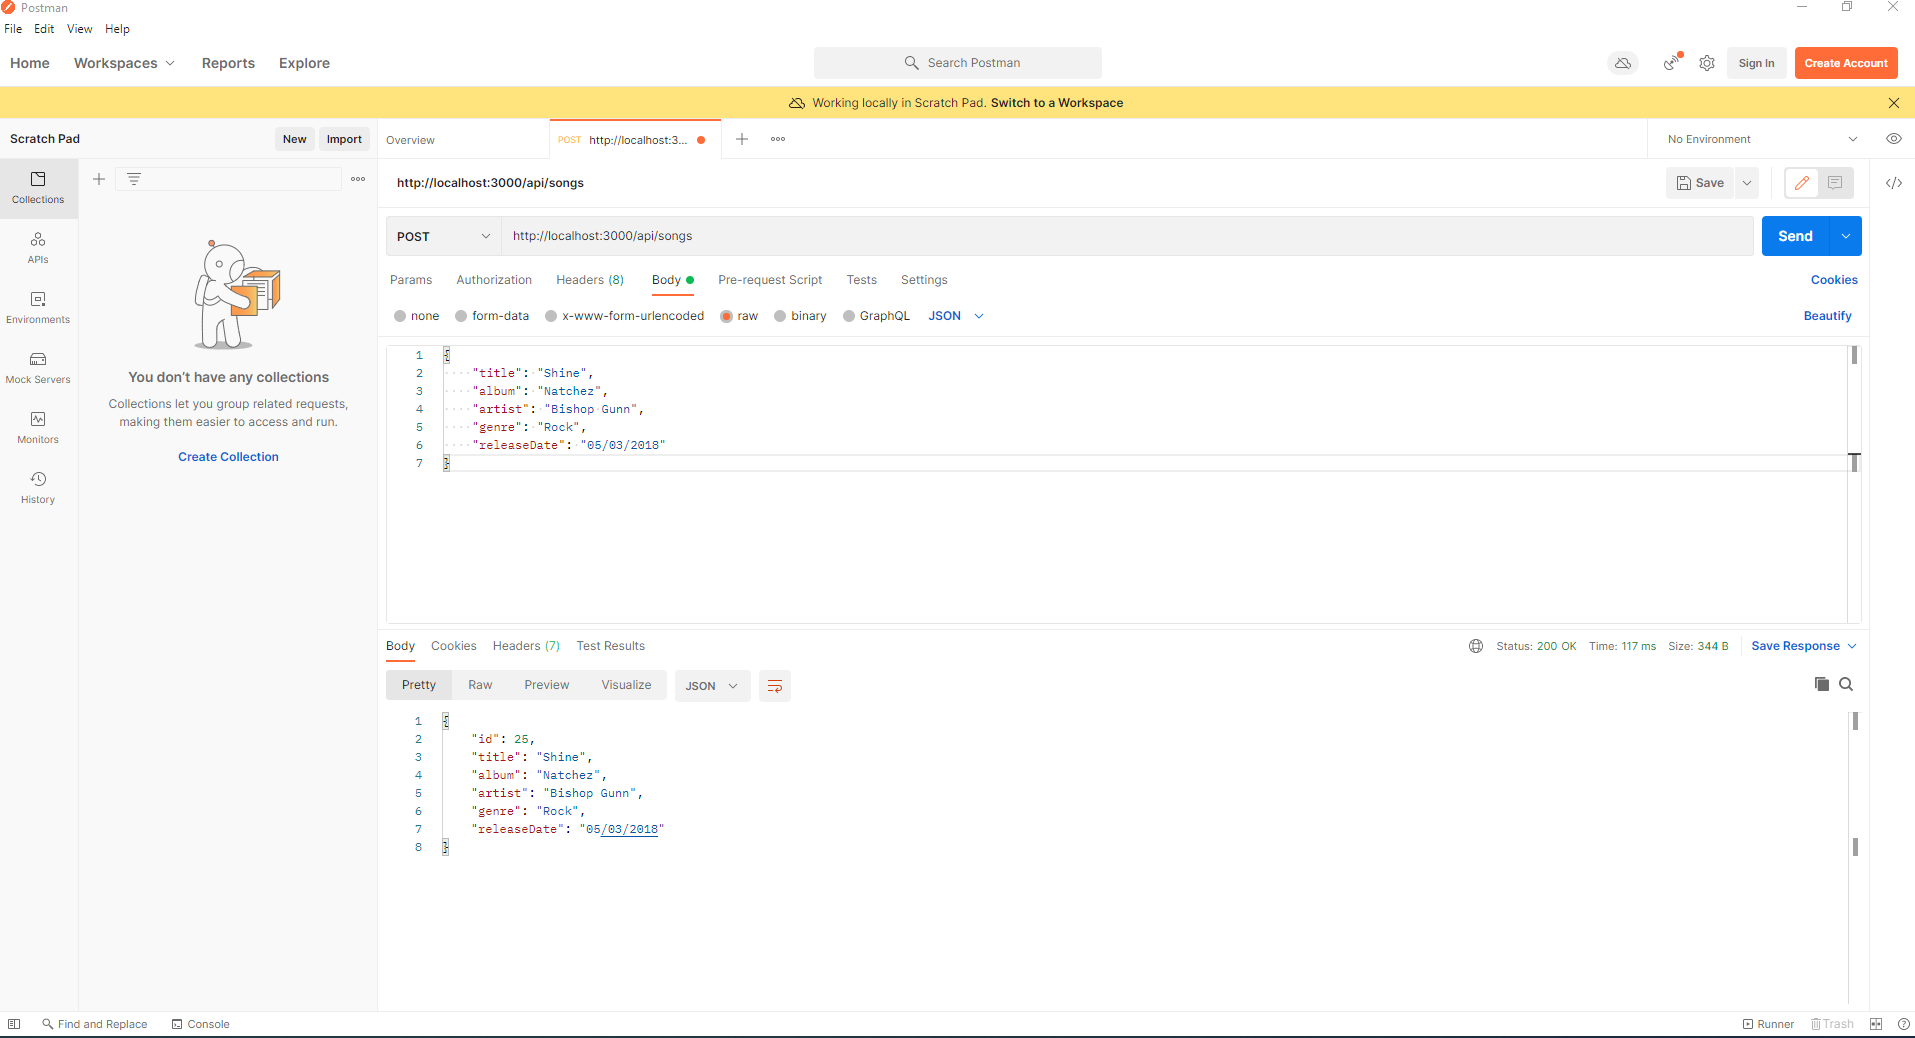 Postman
File Edit View Help
Home Workspaces Reports Explore Search Postman Sign In Create Account
Working locally in Scratch Pad. Switch to a Workspace
Scratch Pad New Import Overview POST http://localhost:3... No Environment
http://localhost:3000/api/songs Save
Collections
APIs
Environments
Mock Servers
Monitors
History
You don't have any collections
Collections let you group related requests,
making them easier to access and run.
Create Collection
POST http://localhost:3000/api/songs Send
Params Authorization Headers (8) Body Pre-request Script Tests Settings Cookies
none form-data x-www-form-urlencoded raw binary GraphQL JSON Beautify
1 {
2 "title": "Shine",
3 "album": "Natchez",
4 "artist": "Bishop Gunn",
5 "genre": "Rock",
6 "releaseDate": "05/03/2018"
7 }
Body Cookies Headers (7) Test Results Status: 200 OK Time: 117 ms Size: 344 B Save Response
Pretty Raw Preview Visualize JSON
1 {
2 "id": 25,
3 "title": "Shine",
4 "album": "Natchez",
5 "artist": "Bishop Gunn",
6 "genre": "Rock",
7 "releaseDate": "05/03/2018"
8 }
Find and Replace Console Runner Trash